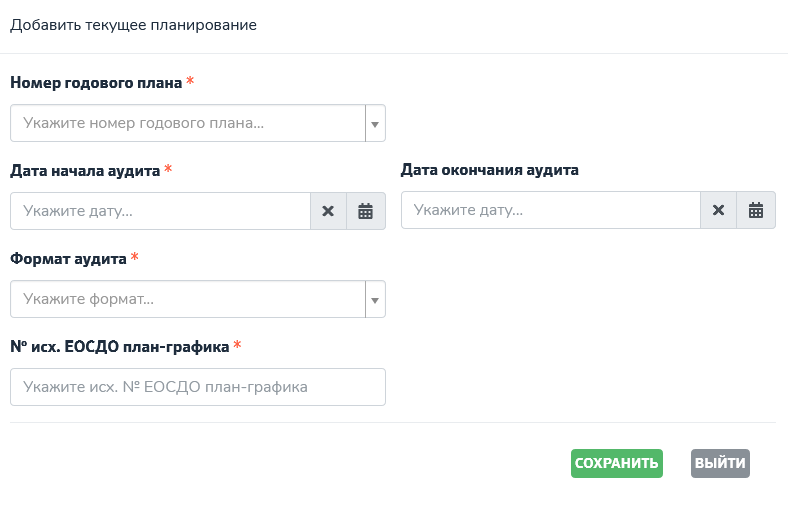 Добавить текущее планирование
Номер годового плана *
Укажите номер годового плана...
Дата начала аудита *
Дата окончания аудита
Укажите дату...
Укажите дату...
Формат аудита *
Укажите формат...
№ исх. ЕОСДО план-графика *
Укажите исх. № ЕОСДО план-графика
СОХРАНИТЬ
ВЫЙТИ